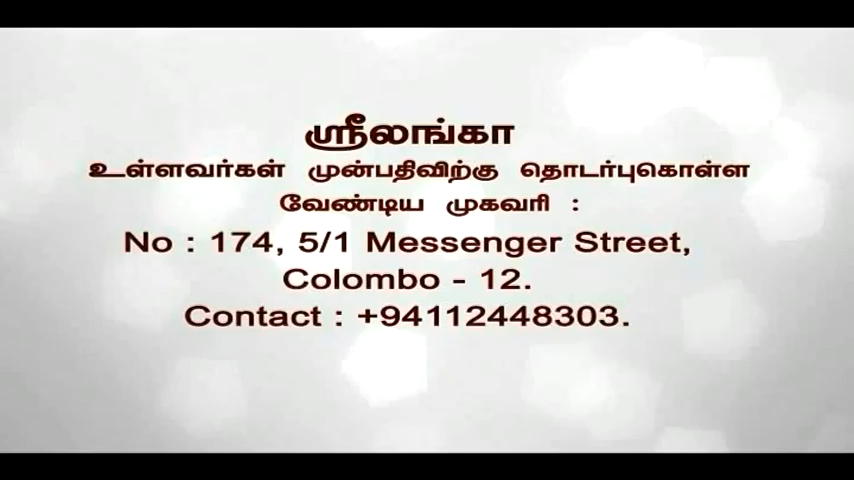 ஸ்ரீலங்கா
உள்ளவர்கள் முன்பதிவிற்கு தொடர்புகொள்ள
வேண்டிய முகவரி :
No : 174, 5/1 Messenger Street,
Colombo - 12.
Contact : +94112448303.